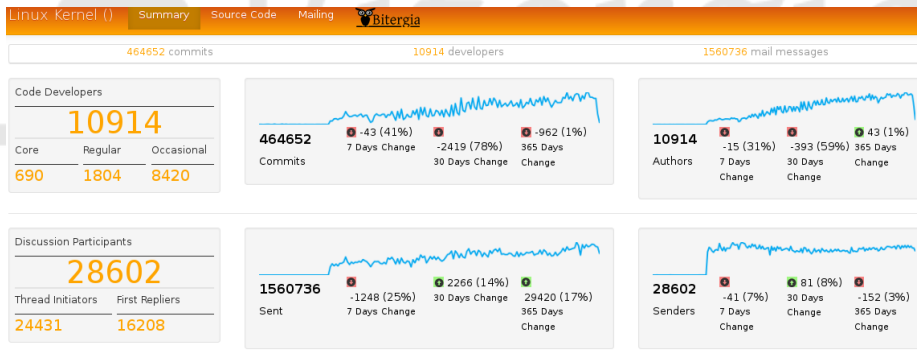 Linux Kernel () Summary Source Code Mailing Bitergia
464652 commits 10914 developers 1560736 mail messages
Code Developers
10914
Core Regular Occasional
690 1804 8420
464652
Commits
-43 (41%)
7 Days Change
-2419 (78%)
30 Days Change
-962 (1%)
365 Days
Change
10914
Authors
-15 (31%)
7 Days
Change
-393 (59%)
30 Days
Change
43 (1%)
365 Days
Change
Discussion Participants
28602
Thread Initiators First Repliers
24431 16208
1560736
Sent
-1248 (25%)
7 Days Change
2266 (14%)
30 Days Change
29420 (17%)
365 Days
Change
28602
Senders
-41 (7%)
7 Days
Change
81 (8%)
30 Days
Change
-152 (3%)
365 Days
Change